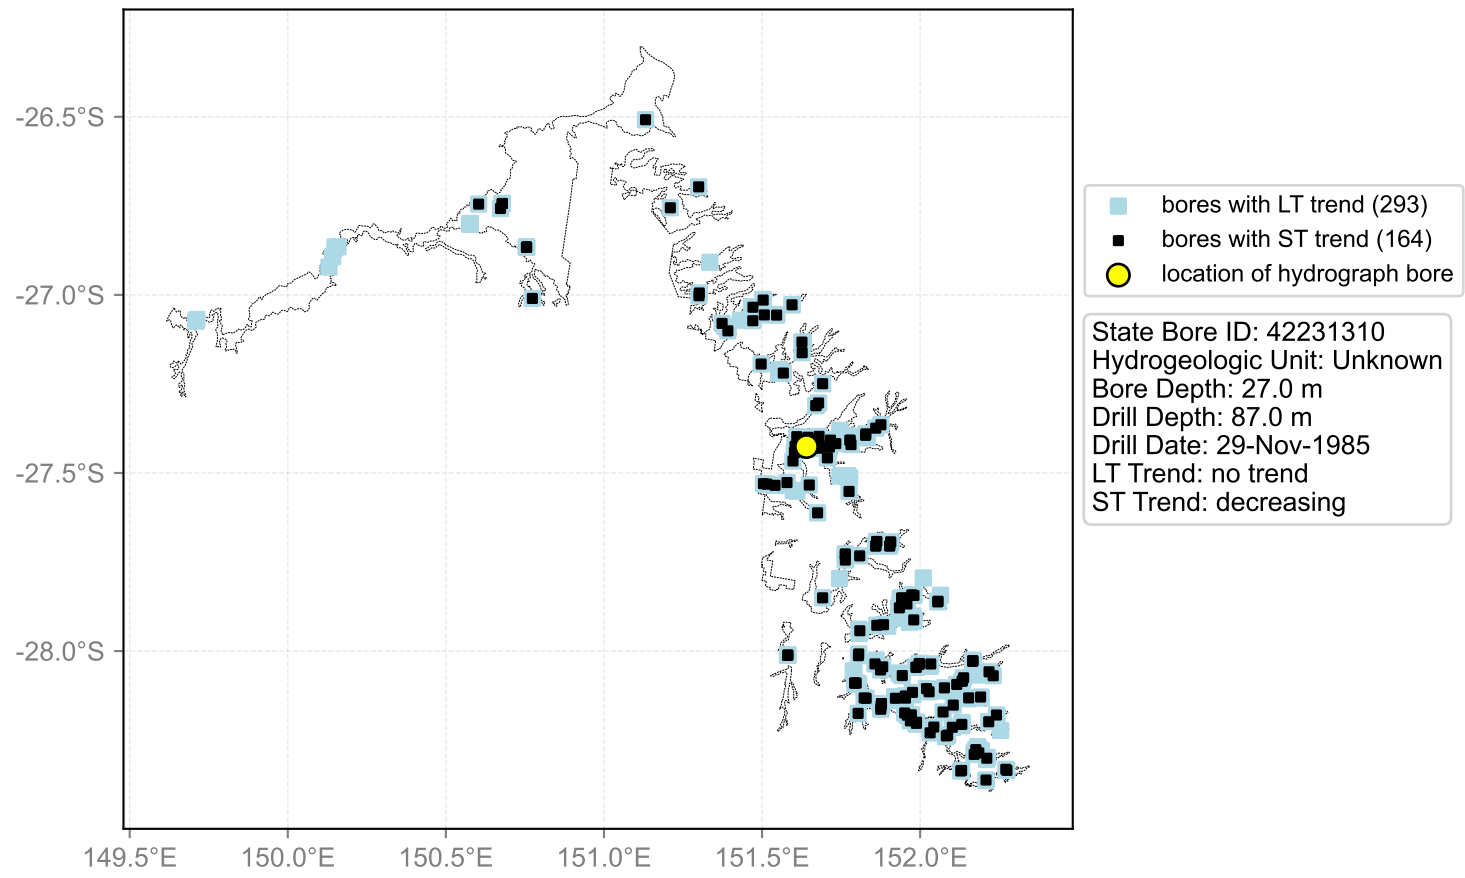 -26.5°S
-27.0°S
-27.5°S
-28.0°S
149.5°E
150.0°E
150.5°E
151.0°E
151.5°E
152.0°E
bores with LT trend (293)
bores with ST trend (164)
location of hydrograph bore
State Bore ID: 42231310
Hydrogeologic Unit: Unknown
Bore Depth: 27.0 m
Drill Depth: 87.0 m
Drill Date: 29-Nov-1985
LT Trend: no trend
ST Trend: decreasing